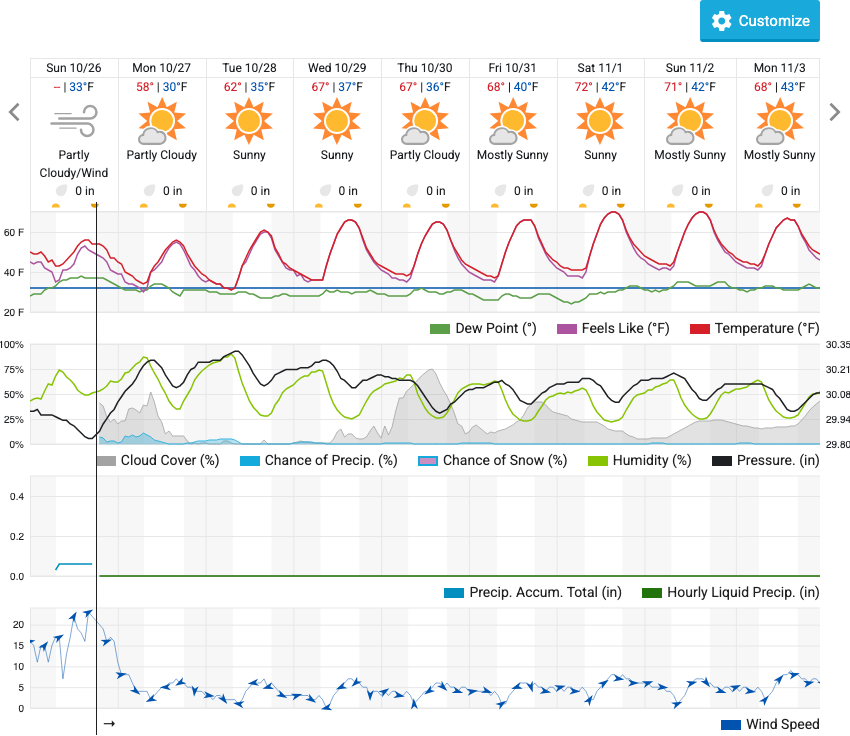 Customize
Sun 10/26 Mon 10/27 Tue 10/28 Wed 10/29 Thu 10/30 Fri 10/31 Sat 11/1 Sun 11/2 Mon 11/3
-- | 33°F 58° | 30°F 62° | 35°F 67° | 37°F 67° | 36°F 68° | 40°F 72° | 42°F 71° | 42°F 68° | 43°F
Partly Cloudy/Wind Partly Cloudy Sunny Sunny Partly Cloudy Mostly Sunny Sunny Mostly Sunny Mostly Sunny
0 in 0 in 0 in 0 in 0 in 0 in 0 in 0 in 0 in
60 F
40 F
20 F
Dew Point (°) Feels Like (°F) Temperature (°F)
100% 30.35
75% 30.21
50% 30.08
25% 29.94
0% 29.80
Cloud Cover (%) Chance of Precip. (%) Chance of Snow (%) Humidity (%) Pressure. (in)
0.4
0.2
0.0
Precip. Accum. Total (in) Hourly Liquid Precip. (in)
20
15
10
5
0
→
Wind Speed